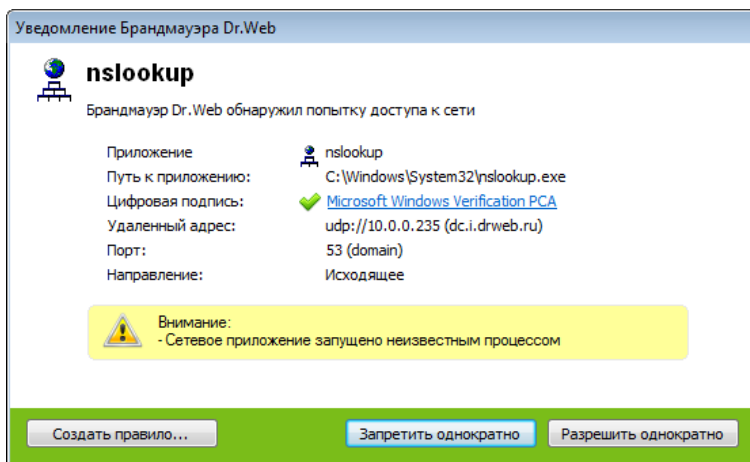 Уведомление Брандмауэра Dr.Web
nslookup
Брандмауэр Dr.Web обнаружил попытку доступа к сети
Приложение nslookup
Путь к приложению: C:\Windows\System32\nslookup.exe
Цифровая подпись: Microsoft Windows Verification PCA
Удаленный адрес: udp://10.0.0.235 (dc.i.drweb.ru)
Порт: 53 (domain)
Направление: Исходящее
Внимание:
- Сетевое приложение запущено неизвестным процессом
Создать правило... Запретить однократно Разрешить однократно